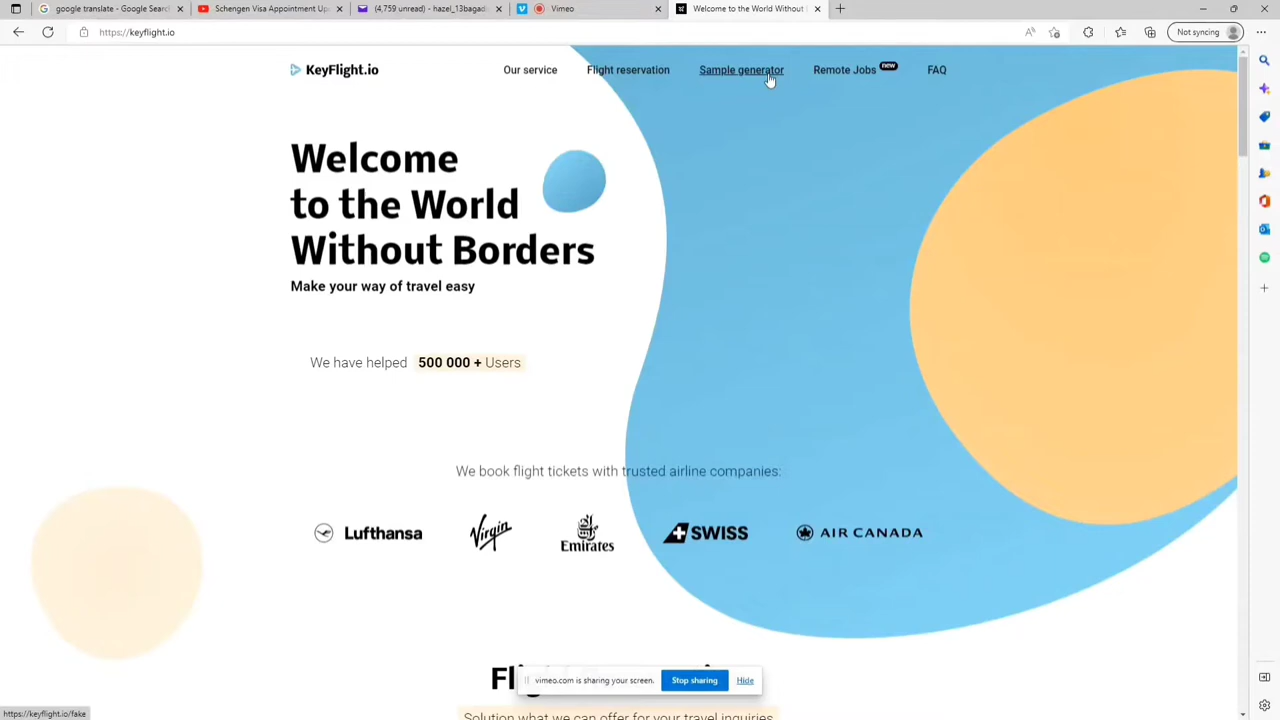 google translate - Google Searc
Schengen Visa Appointment Up
(4,759 unread) - hazel_13bagad
Vimeo
Welcome to the World Without
https://keyflight.io
Not syncing
KeyFlight.io
Our service
Flight reservation
Sample generator
Remote Jobs new
FAQ
Welcome
to the World
Without Borders
Make your way of travel easy
We have helped 500 000 + Users
We book flight tickets with trusted airline companies:
Lufthansa
Virgin
Emirates
SWISS
AIR CANADA
vimeo.com is sharing your screen.
Stop sharing
Hide
Solution what we can offer for your travel inquiries
https://keyflight.io/fake